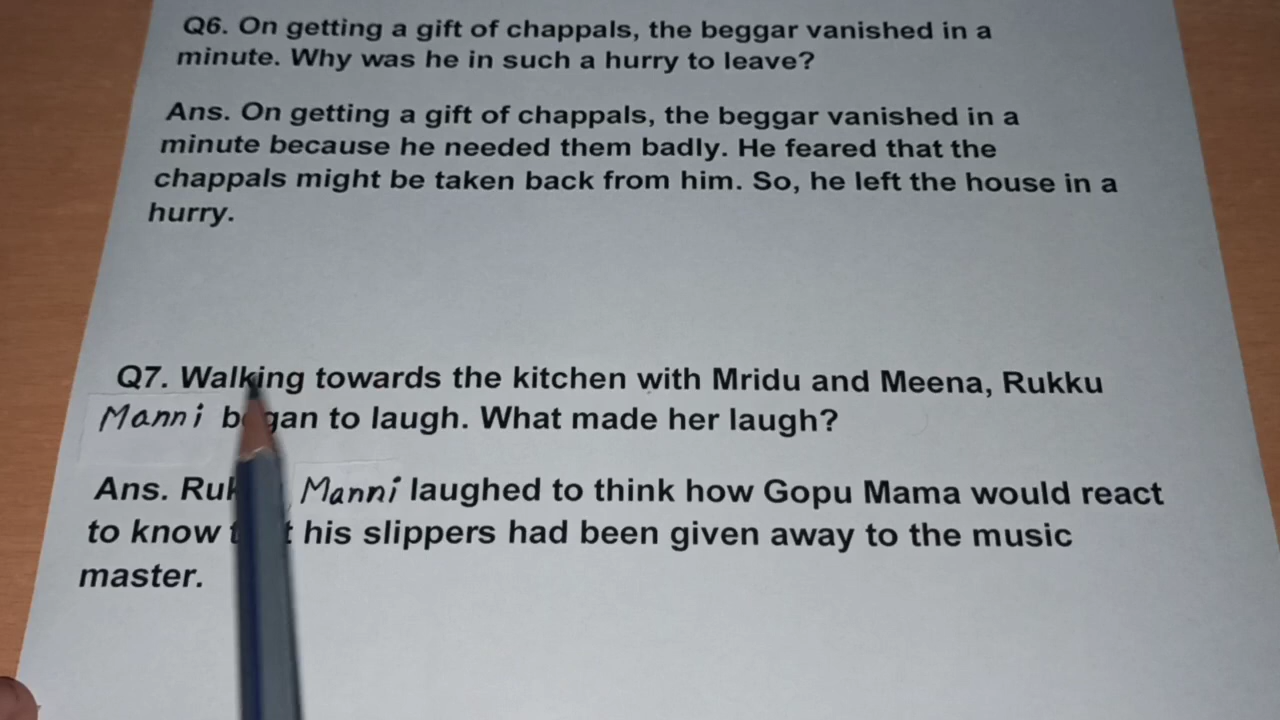 Q6. On getting a gift of chappals, the beggar vanished in a
minute. Why was he in such a hurry to leave?
Ans. On getting a gift of chappals, the beggar vanished in a
minute because he needed them badly. He feared that the
chappals might be taken back from him. So, he left the house in a
hurry.
Q7. Walking towards the kitchen with Mridu and Meena, Rukku
Manni began to laugh. What made her laugh?
Ans. Manni laughed to think how Gopu Mama would react
to know his slippers had been given away to the music
master.